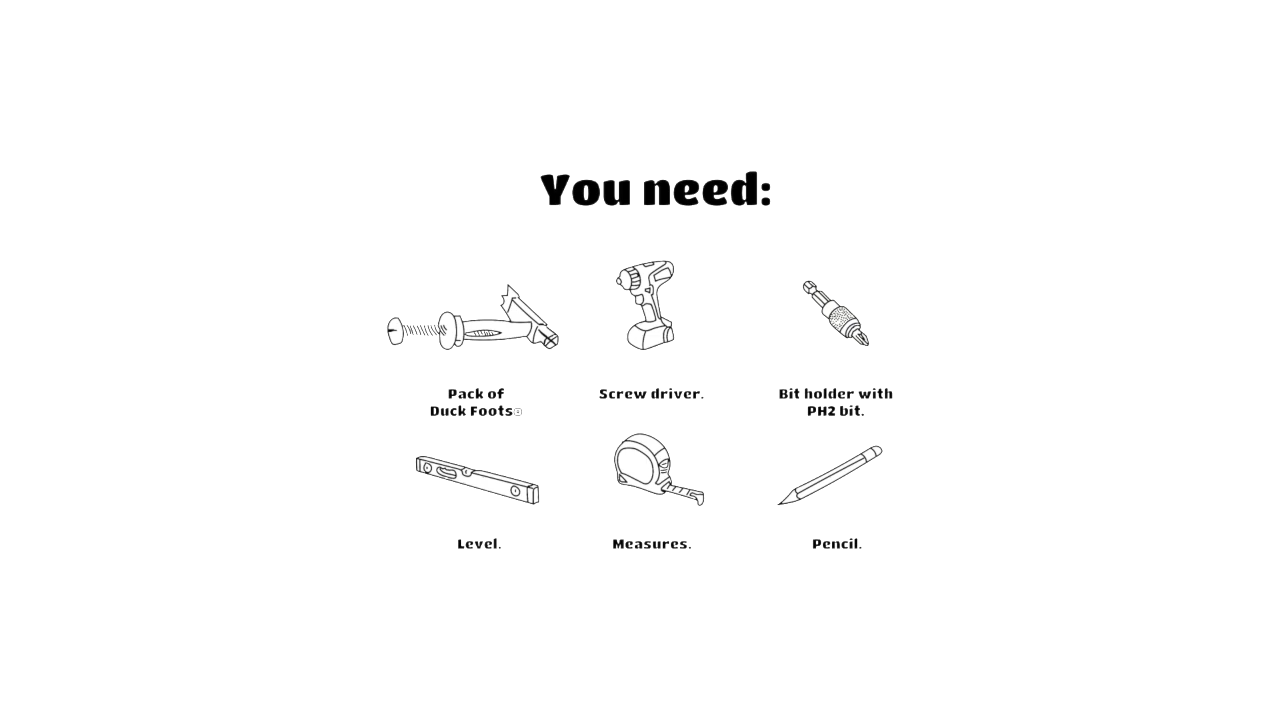 You need:
Pack of
Duck Foots
Screw driver.
Bit holder with
PH2 bit.
Level.
Measures.
Pencil.